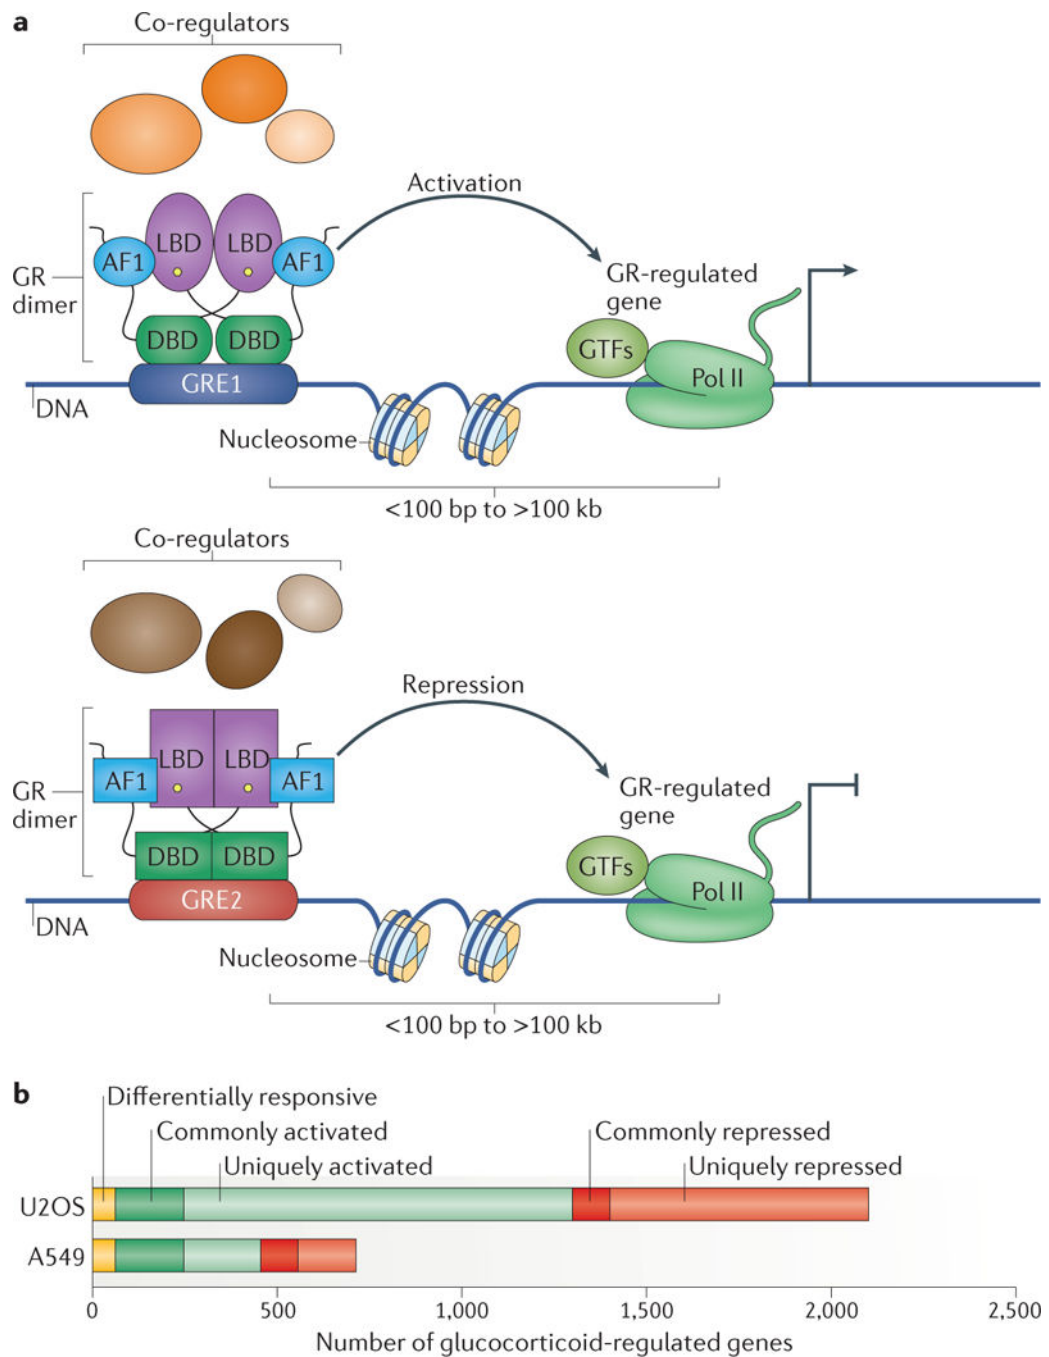 a
Co-regulators
Activation
LBD LBD
AF1 AF1
GR
dimer
GR-regulated
gene
DBD DBD
GTFs
Pol II
GRE1
DNA
Nucleosome
<100 bp to >100 kb
Co-regulators
Repression
LBD LBD
AF1 AF1
GR
dimer
GR-regulated
gene
DBD DBD
GTFs
Pol II
GRE2
DNA
Nucleosome
<100 bp to >100 kb
b
Differentially responsive
Commonly activated
Commonly repressed
Uniquely activated
Uniquely repressed
U2OS
A549
0 500 1,000 1,500 2,000 2,500
Number of glucocorticoid-regulated genes